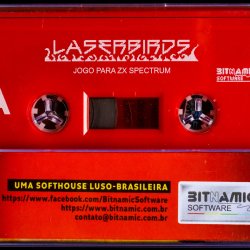 LASERBIRDS
JOGO PARA ZX SPECTRUM
BITNAMIC
SOFTWARE
A
UMA SOFTHOUSE LUSO-BRASILEIRA
https://www.facebook.com/BitnamicSoftware
https://www.bitnamic.com.br
contato@bitnamic.com.br
BITNAMIC
SOFTWARE